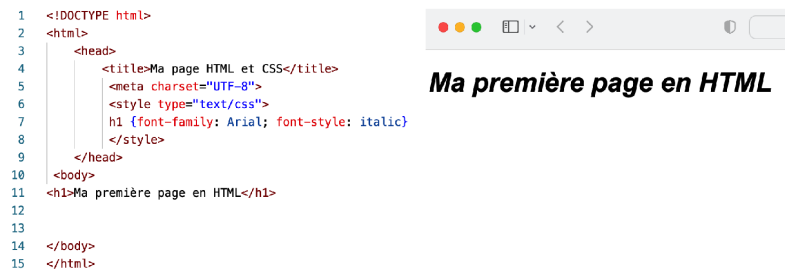 1 <!DOCTYPE html>
2 <html>
3 <head>
4 <title>Ma page HTML et CSS</title>
5 <meta charset="UTF-8">
6 <style type="text/css">
7 h1 {font-family: Arial; font-style: italic}
8 </style>
9 </head>
10 <body>
11 <h1>Ma première page en HTML</h1>
12
13
14 </body>
15 </html>
Ma première page en HTML